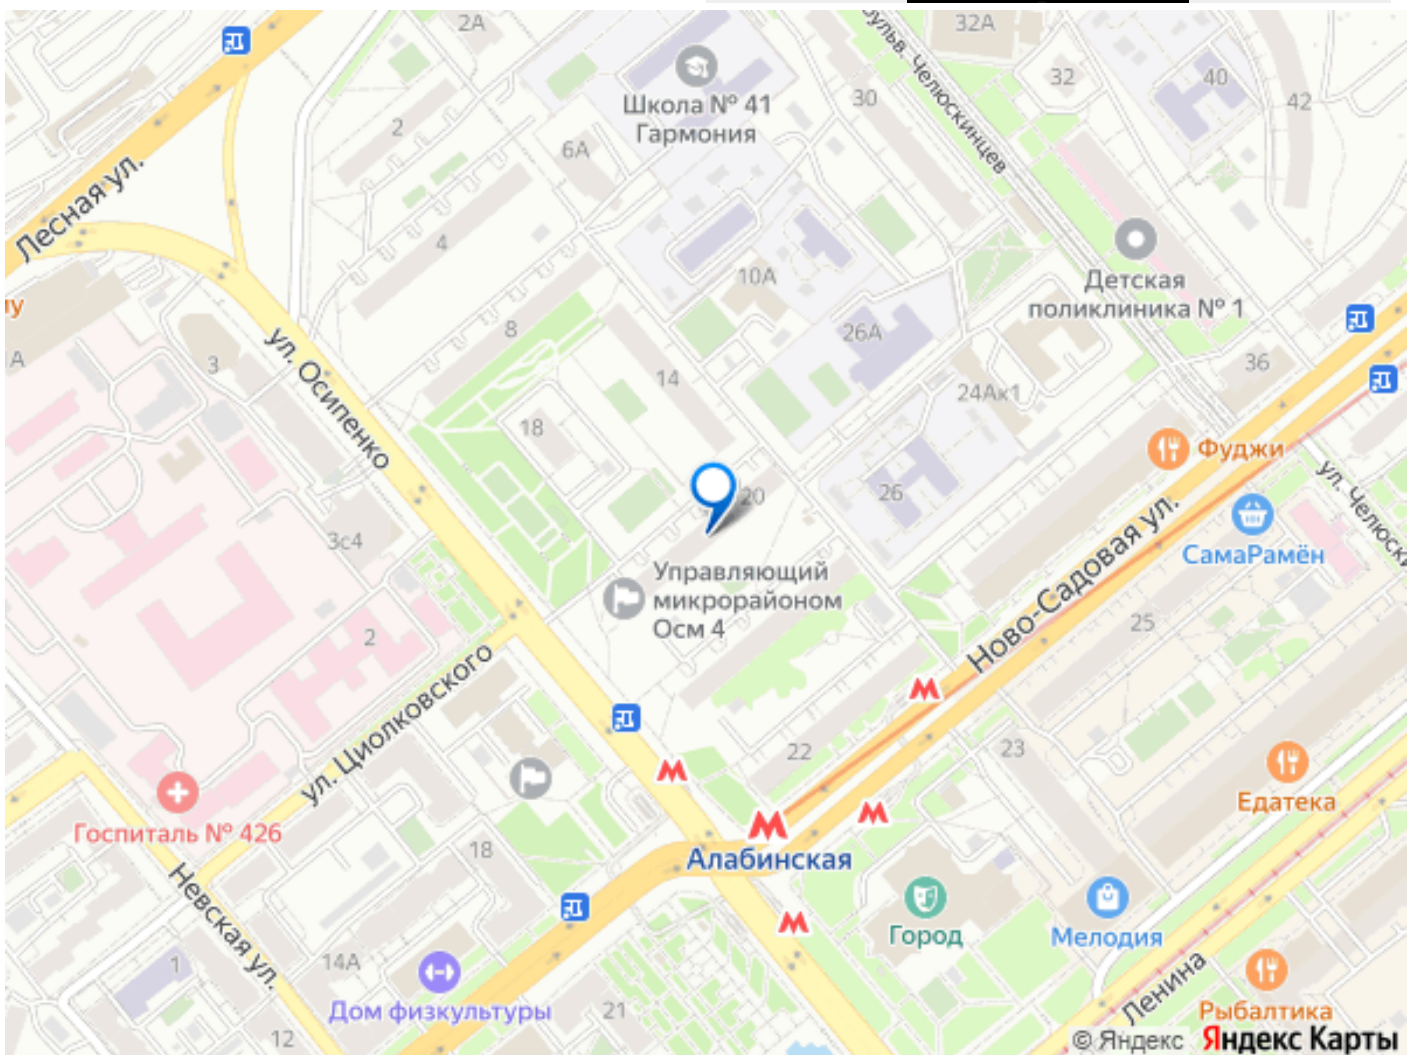 2А
32А
бульв. Челюскинцев
Школа № 41
Гармония
30
32
40
42
2
6А
Лесная ул.
4
10А
Детская
поликлиника № 1
8
14
26А
36
3
А
ул. Осипенко
24Ак1
18
Фуджи
20
26
ул. Челюски
3с4
СамаРамён
Управляющий
микрорайоном
Осм 4
Ново-Садовая ул.
25
2
ул. Циолковского
22
23
Едатека
Госпиталь № 426
Алабинская
18
Невская ул.
Город
Мелодия
14А
1
Дом физкультуры
21
12
Ленина
Рыбалтика
© Яндекс Яндекс Карты